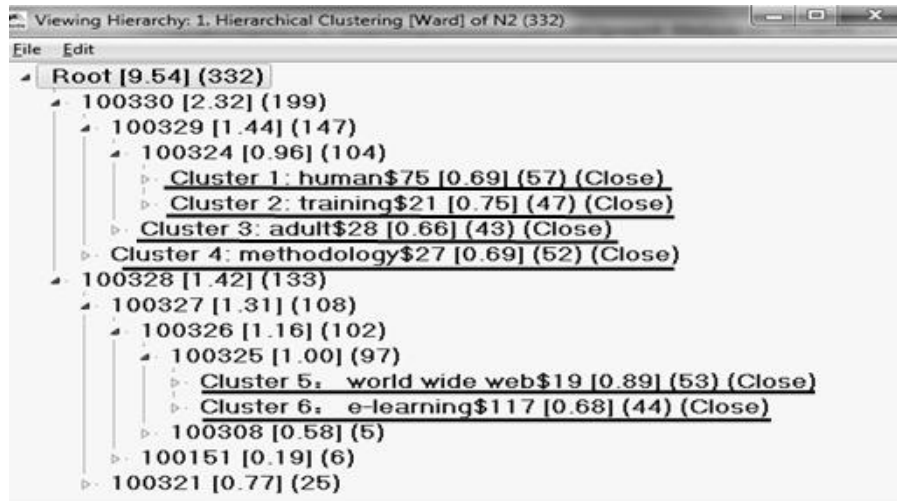 Viewing Hierarchy: 1. Hierarchical Clustering [Ward] of N2 (332)
File Edit
Root [9.54] (332)
100330 [2.32] (199)
100329 [1.44] (147)
100324 [0.96] (104)
Cluster 1: human$75 [0.69] (57) (Close)
Cluster 2: training$21 [0.75] (47) (Close)
Cluster 3: adult$28 [0.66] (43) (Close)
Cluster 4: methodology$27 [0.69] (52) (Close)
100328 [1.42] (133)
100327 [1.31] (108)
100326 [1.16] (102)
100325 [1.00] (97)
Cluster 5： world wide web$19 [0.89] (53) (Close)
Cluster 6： e-learning$117 [0.68] (44) (Close)
100308 [0.58] (5)
100151 [0.19] (6)
100321 [0.77] (25)